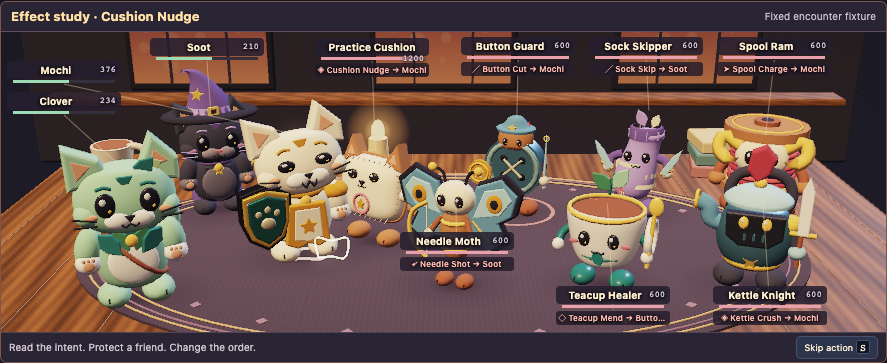 Effect study · Cushion Nudge
Fixed encounter fixture
Soot 210
Practice Cushion 1200
◈ Cushion Nudge → Mochi
Button Guard 600
⟋ Button Cut → Mochi
Sock Skipper 600
⟋ Sock Skip → Soot
Spool Ram 600
➤ Spool Charge → Mochi
Mochi 376
Clover 234
Needle Moth 600
➶ Needle Shot → Soot
Teacup Healer 600
◇ Teacup Mend → Butto...
Kettle Knight 600
◈ Kettle Crush → Mochi
Read the intent. Protect a friend. Change the order.
Skip action S